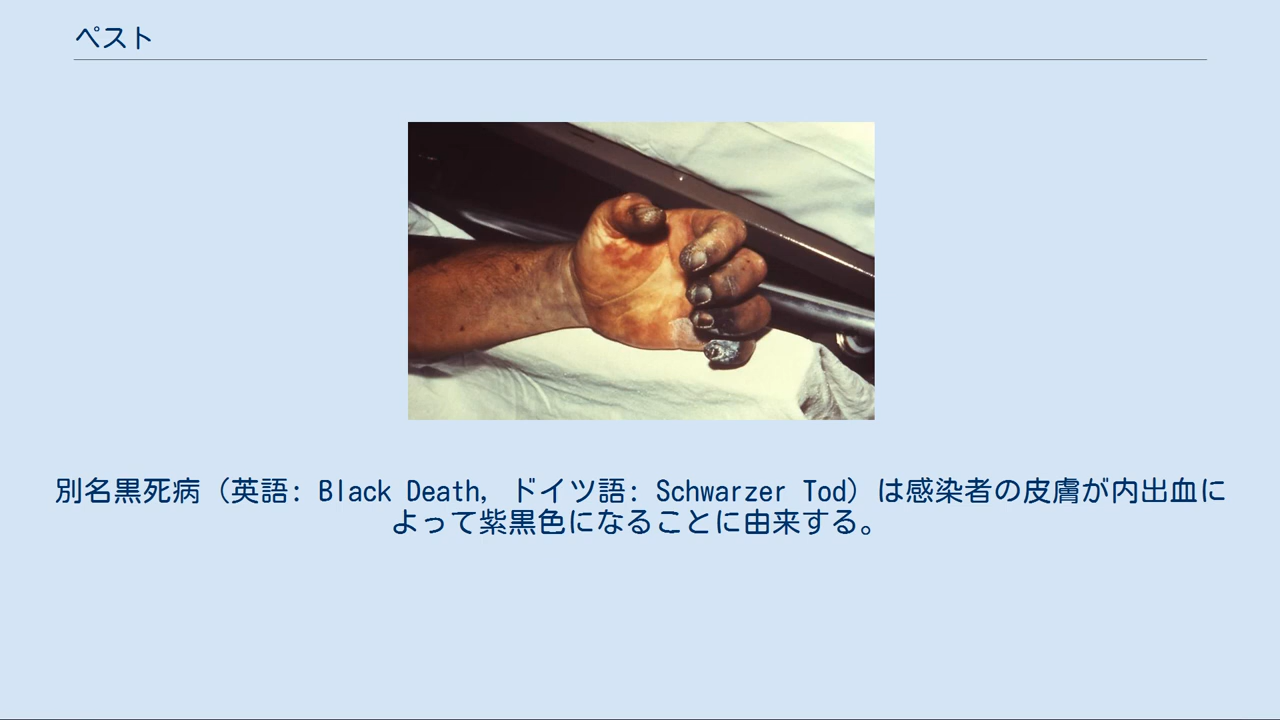 ペスト
別名黒死病（英語: Black Death, ドイツ語: Schwarzer Tod）は感染者の皮膚が内出血に
よって紫黒色になることに由来する。